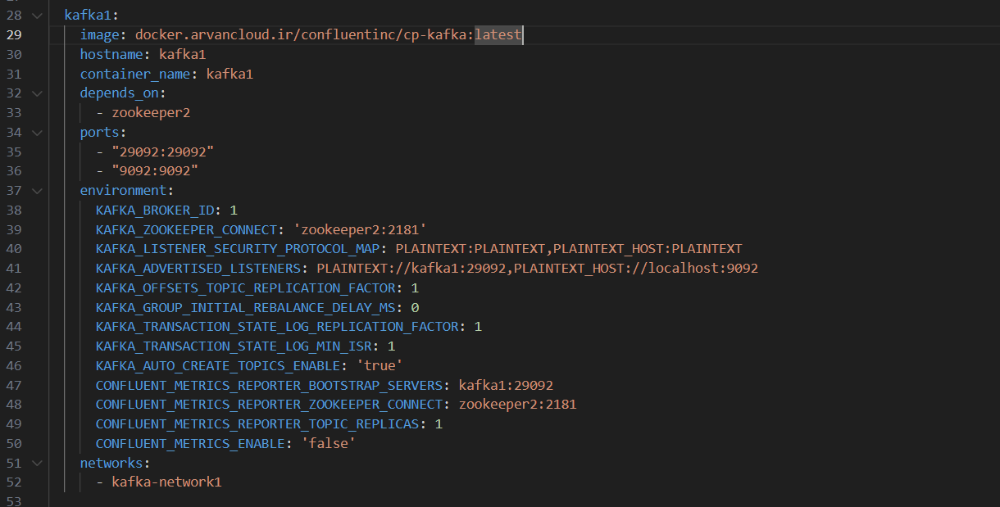 28 kafka1:
29 image: docker.arvancloud.ir/confluentinc/cp-kafka:latest
30 hostname: kafka1
31 container_name: kafka1
32 depends_on:
33 - zookeeper2
34 ports:
35 - "29092:29092"
36 - "9092:9092"
37 environment:
38 KAFKA_BROKER_ID: 1
39 KAFKA_ZOOKEEPER_CONNECT: 'zookeeper2:2181'
40 KAFKA_LISTENER_SECURITY_PROTOCOL_MAP: PLAINTEXT:PLAINTEXT,PLAINTEXT_HOST:PLAINTEXT
41 KAFKA_ADVERTISED_LISTENERS: PLAINTEXT://kafka1:29092,PLAINTEXT_HOST://localhost:9092
42 KAFKA_OFFSETS_TOPIC_REPLICATION_FACTOR: 1
43 KAFKA_GROUP_INITIAL_REBALANCE_DELAY_MS: 0
44 KAFKA_TRANSACTION_STATE_LOG_REPLICATION_FACTOR: 1
45 KAFKA_TRANSACTION_STATE_LOG_MIN_ISR: 1
46 KAFKA_AUTO_CREATE_TOPICS_ENABLE: 'true'
47 CONFLUENT_METRICS_REPORTER_BOOTSTRAP_SERVERS: kafka1:29092
48 CONFLUENT_METRICS_REPORTER_ZOOKEEPER_CONNECT: zookeeper2:2181
49 CONFLUENT_METRICS_REPORTER_TOPIC_REPLICAS: 1
50 CONFLUENT_METRICS_ENABLE: 'false'
51 networks:
52 - kafka-network1
53